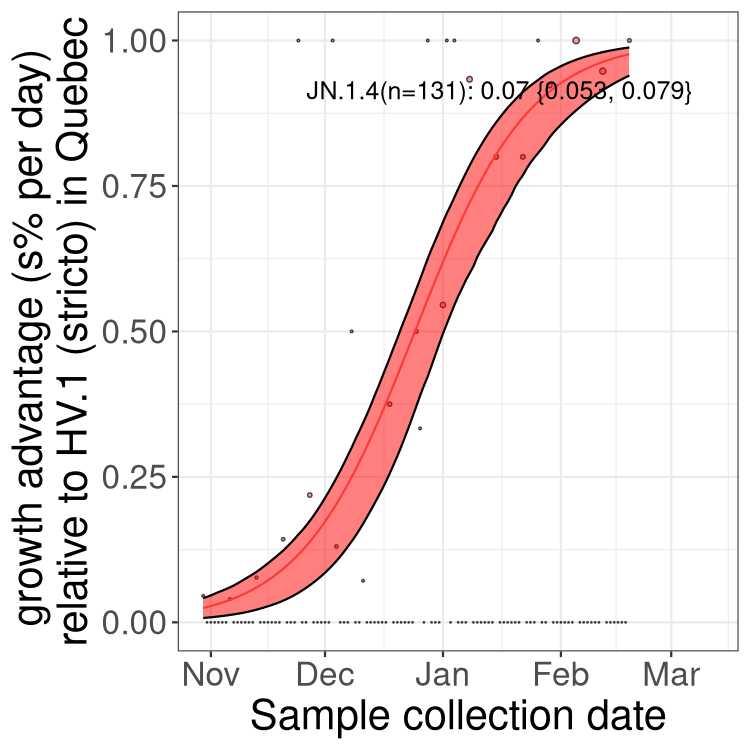 growth advantage (s% per day)
relative to HV.1 (stricto) in Quebec
1.00
0.75
0.50
0.25
0.00
JN.1.4(n=131): 0.07 {0.053, 0.079}
Nov Dec Jan Feb Mar
Sample collection date